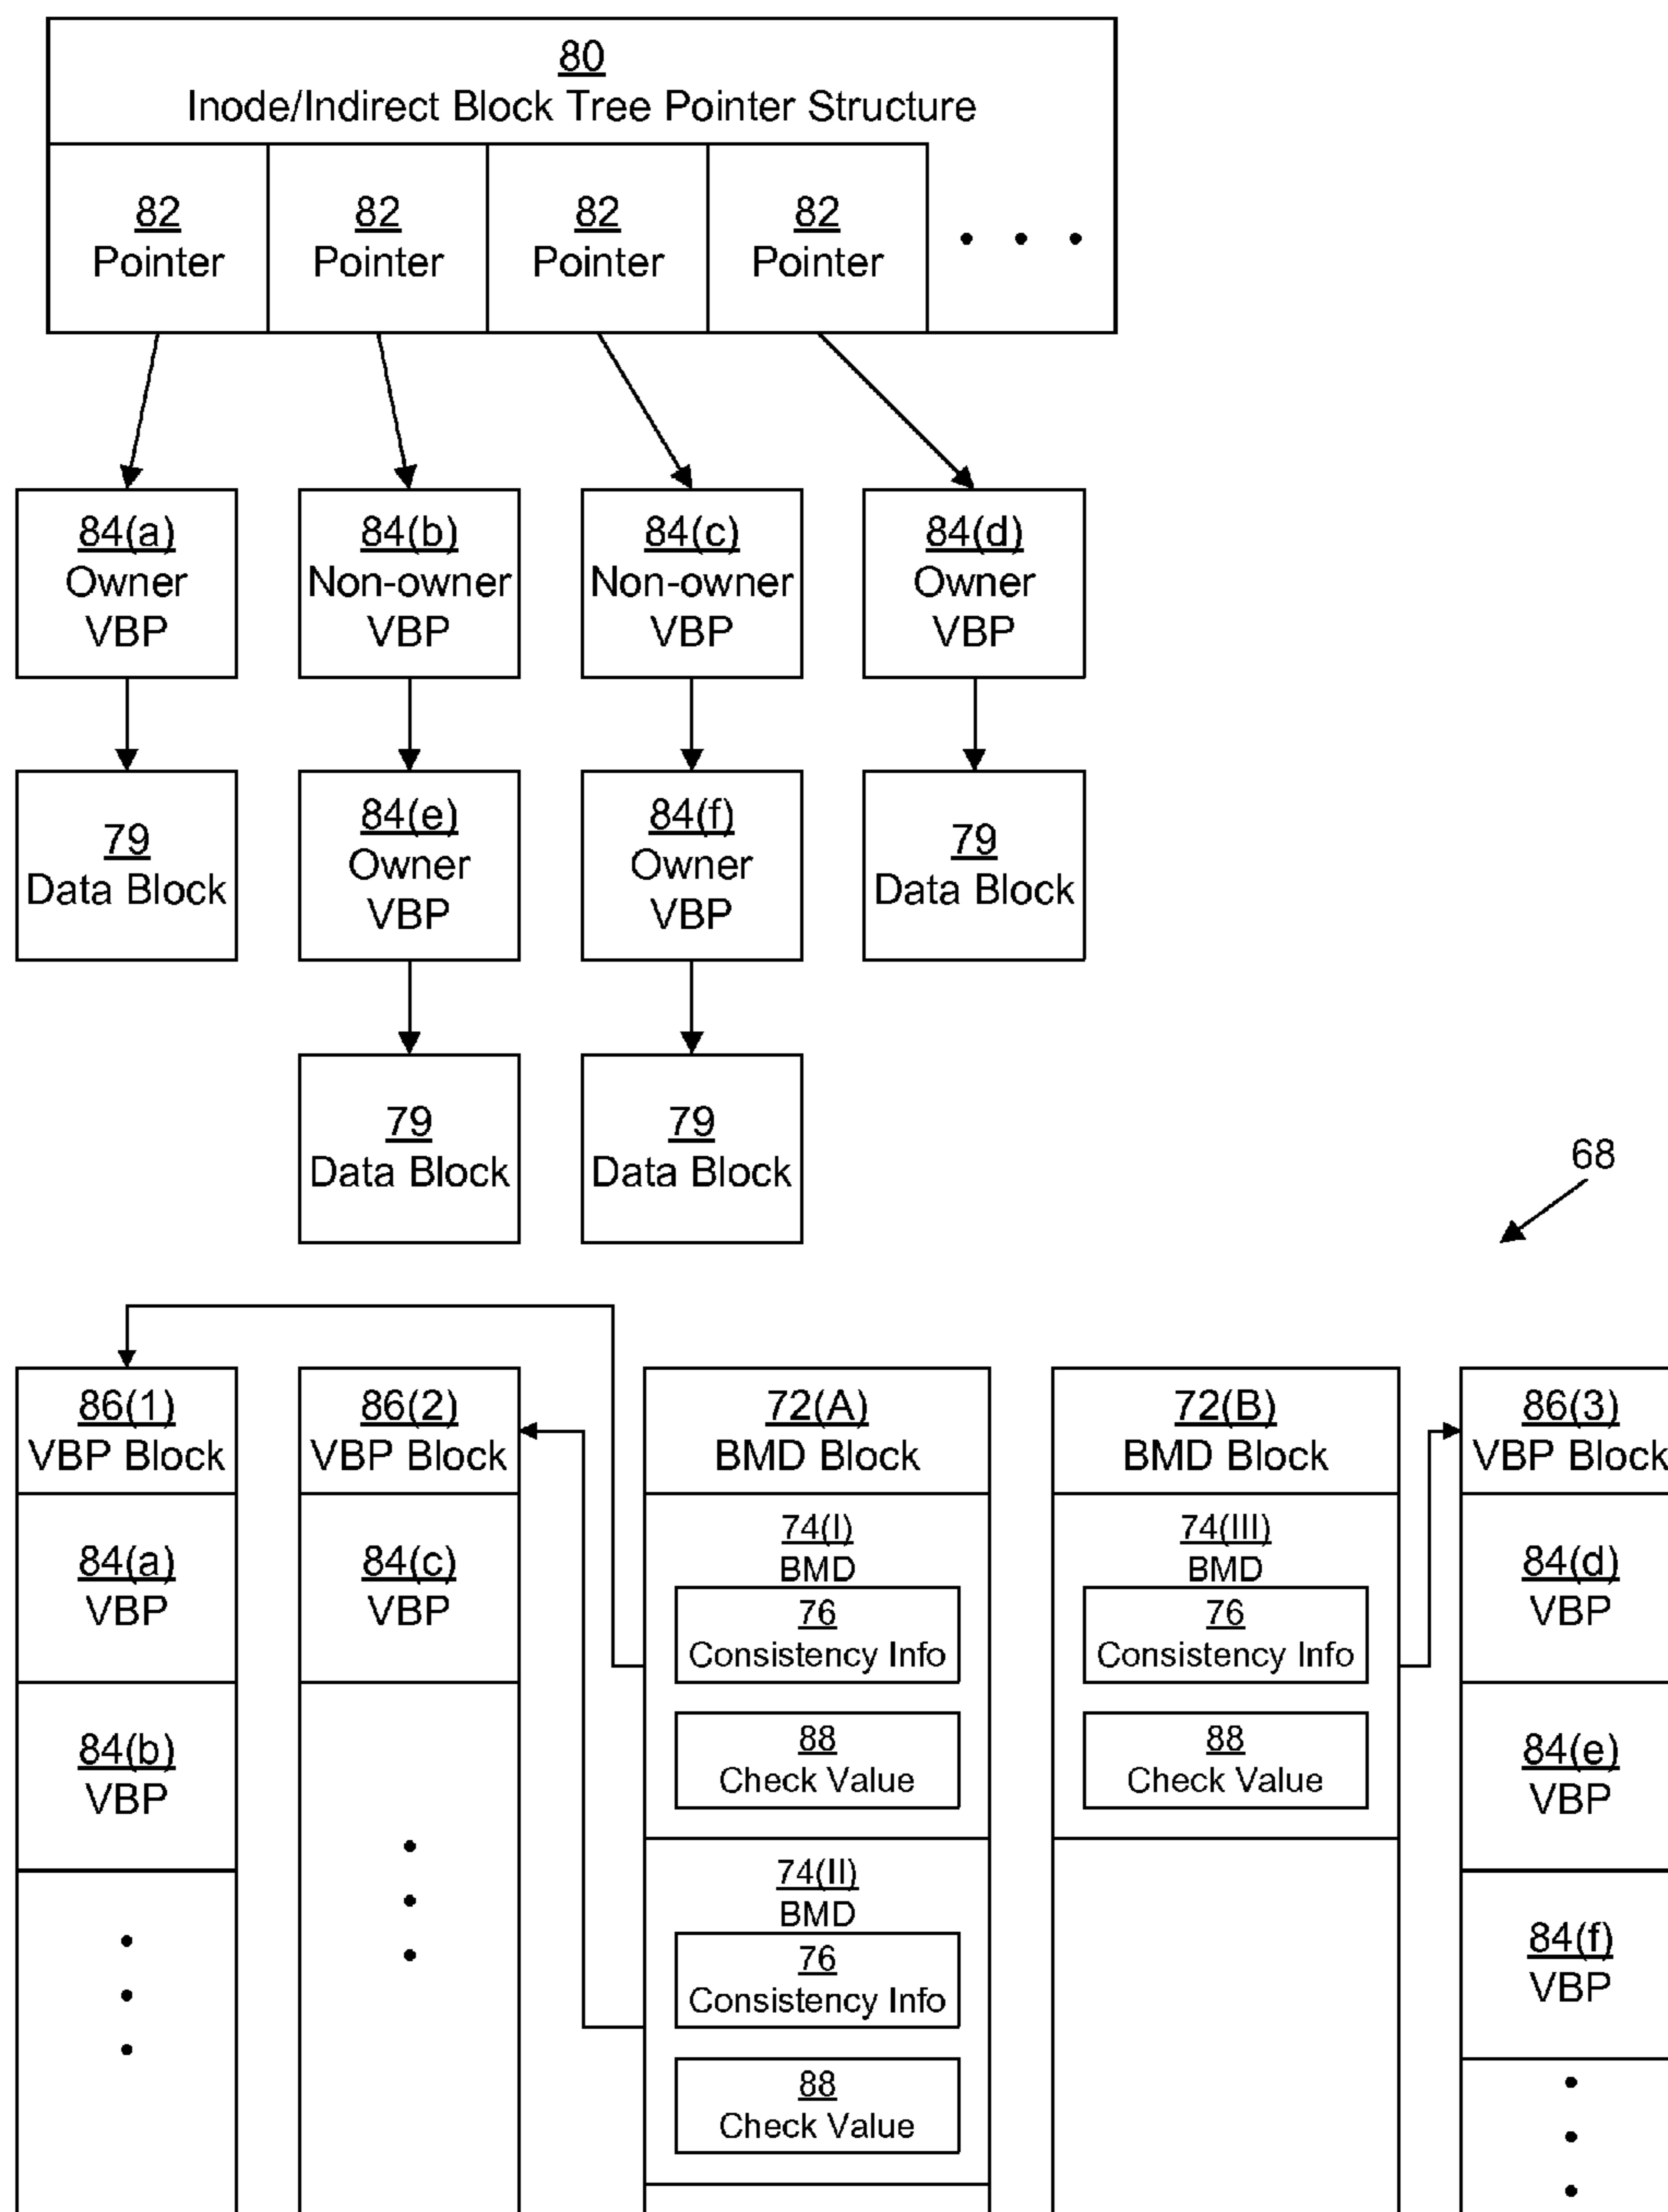 80
Inode/Indirect Block Tree Pointer Structure
82
Pointer
82
Pointer
82
Pointer
82
Pointer
84(a)
Owner
VBP
84(b)
Non-owner
VBP
84(c)
Non-owner
VBP
84(d)
Owner
VBP
79
Data Block
84(e)
Owner
VBP
84(f)
Owner
VBP
79
Data Block
79
Data Block
79
Data Block
68
86(1)
VBP Block
84(a)
VBP
84(b)
VBP
86(2)
VBP Block
84(c)
VBP
72(A)
BMD Block
74(I)
BMD
76
Consistency Info
88
Check Value
74(II)
BMD
76
Consistency Info
88
Check Value
72(B)
BMD Block
74(III)
BMD
76
Consistency Info
88
Check Value
86(3)
VBP Block
84(d)
VBP
84(e)
VBP
84(f)
VBP